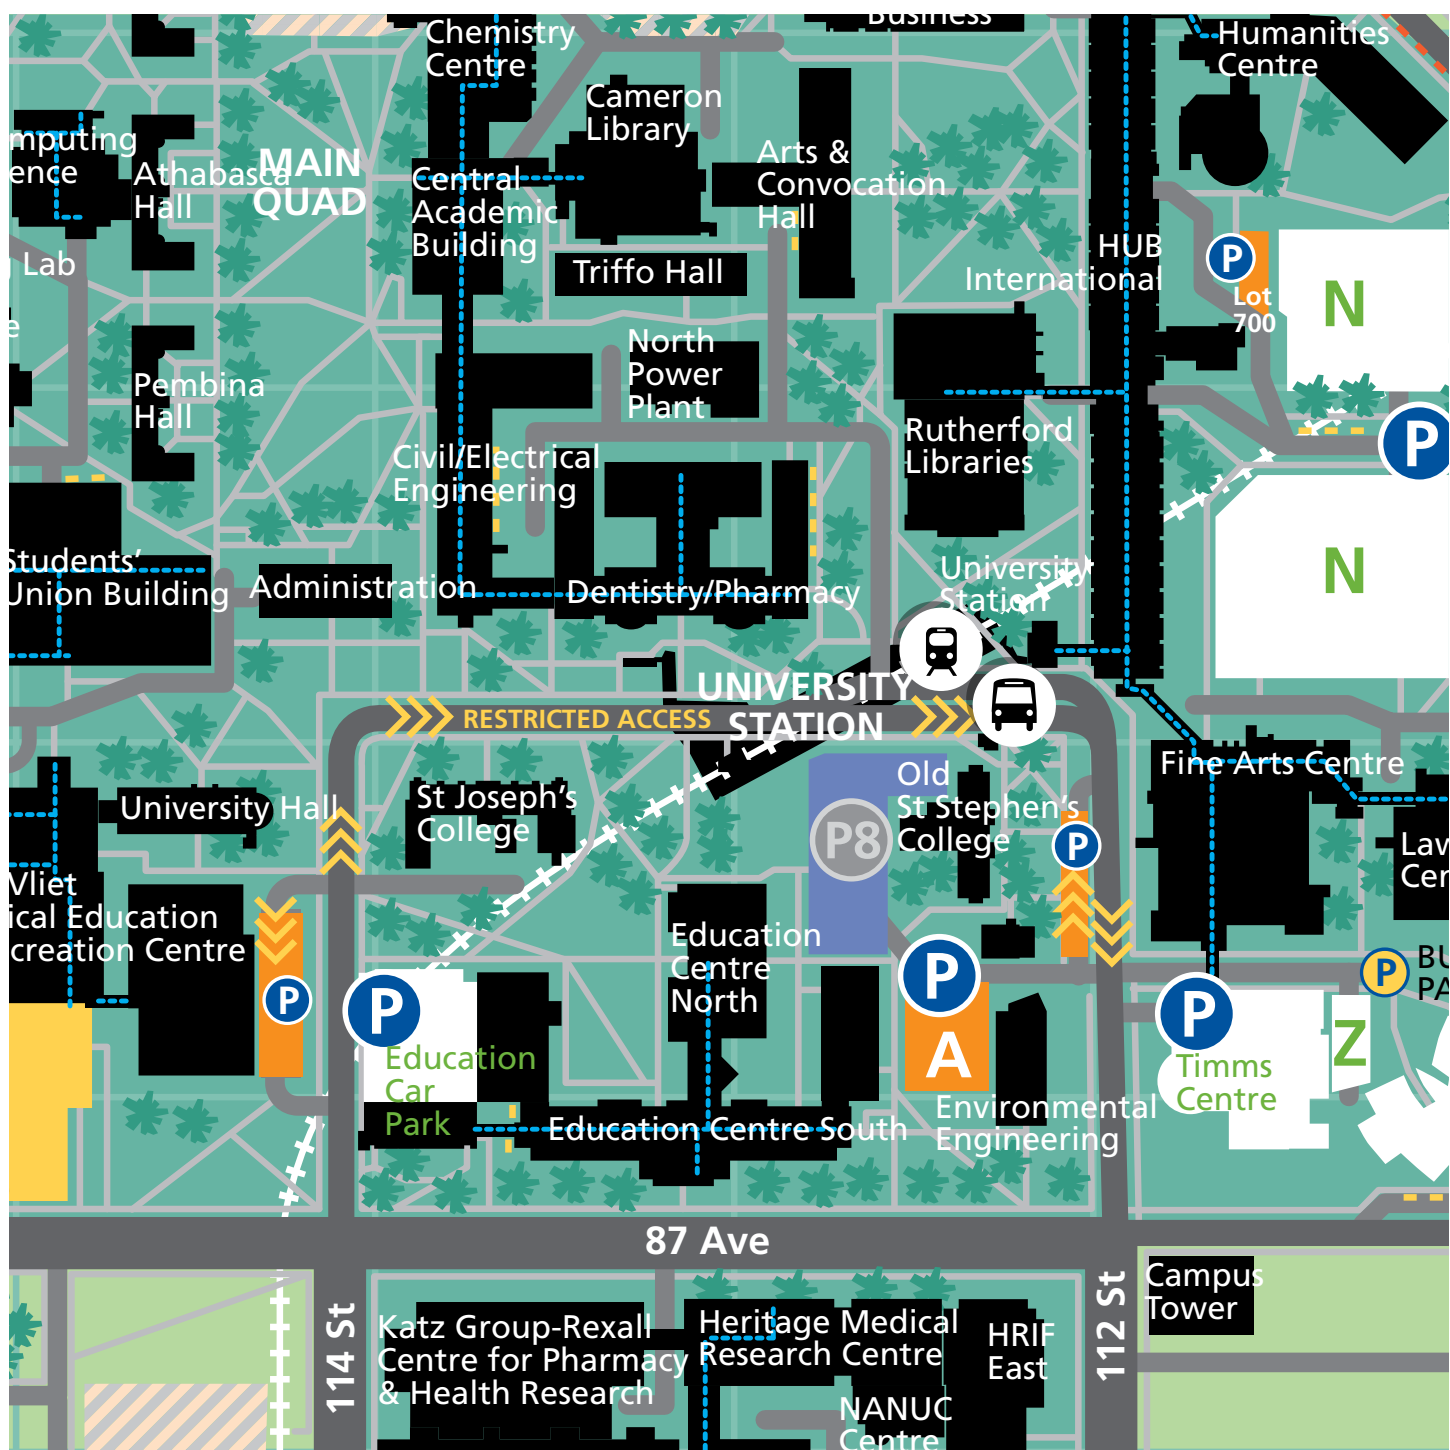 Business
Chemistry
Centre
Humanities
Centre
Cameron
Library
mputing
ence
Athabasca
Hall
MAIN
QUAD
Central
Academic
Building
Arts &
Convocation
Hall
Lab
Triffo Hall
HUB
International
P
Lot
700
N
e
North
Power
Plant
Pembina
Hall
Civil/Electrical
Engineering
Rutherford
Libraries
P
N
Students'
Union Building
Administration
Dentistry/Pharmacy
University
Station
UNIVERSITY
STATION
RESTRICTED ACCESS
Fine Arts Centre
University Hall
St Joseph's
College
P8
Old
St Stephen's
College
P
Law
Cen
Vliet
ical Education
creation Centre
Education
Centre
North
P
P
P
P
P
BU
PA
A
Z
Education
Car
Park
Timms
Centre
Education Centre South
Environmental
Engineering
87 Ave
114 St
112 St
Campus
Tower
Katz Group-Rexall
Centre for Pharmacy
& Health Research
Heritage Medical
Research Centre
HRIF
East
NANUC
Centre